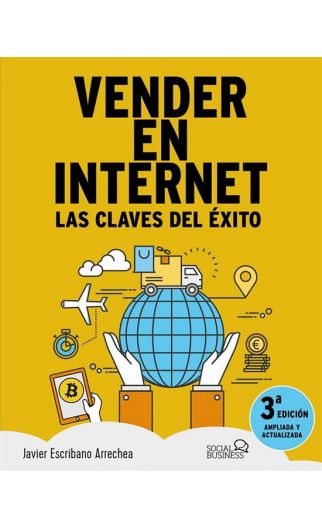 VENDER
EN
INTERNET
LAS CLAVES DEL ÉXITO
3ª EDICIÓN
AMPLIADA Y
ACTUALIZADA
Javier Escribano Arrechea
SOCIAL
BUSINESS